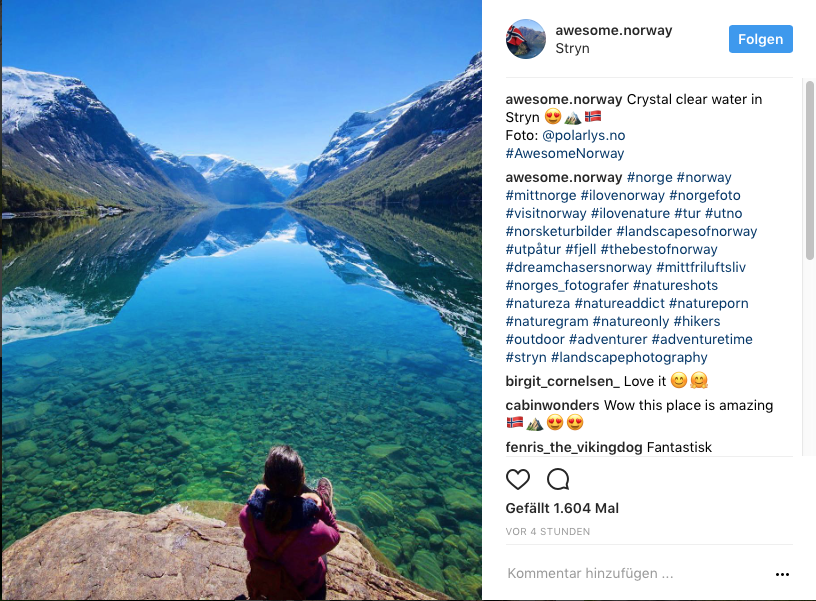 awesome.norway
Stryn
Folgen
awesome.norway Crystal clear water in
Stryn 😍🏔🇳🇴
Foto: @polarlys.no
#AwesomeNorway
awesome.norway #norge #norway
#mittnorge #ilovenorway #norgefoto
#visitnorway #ilovenature #tur #utno
#norsketurbilder #landscapesofnorway
#utpåtur #fjell #thebestofnorway
#dreamchasersnorway #mittfriluftsliv
#norges_fotografer #natureshots
#natureza #natureaddict #natureporn
#naturegram #natureonly #hikers
#outdoor #adventurer #adventuretime
#stryn #landscapephotography
birgit_cornelsen_ Love it 😊🤗
cabinwonders Wow this place is amazing
🇳🇴🏔😍😍
fenris_the_vikingdog Fantastisk
Gefällt 1.604 Mal
VOR 4 STUNDEN
Kommentar hinzufügen ...